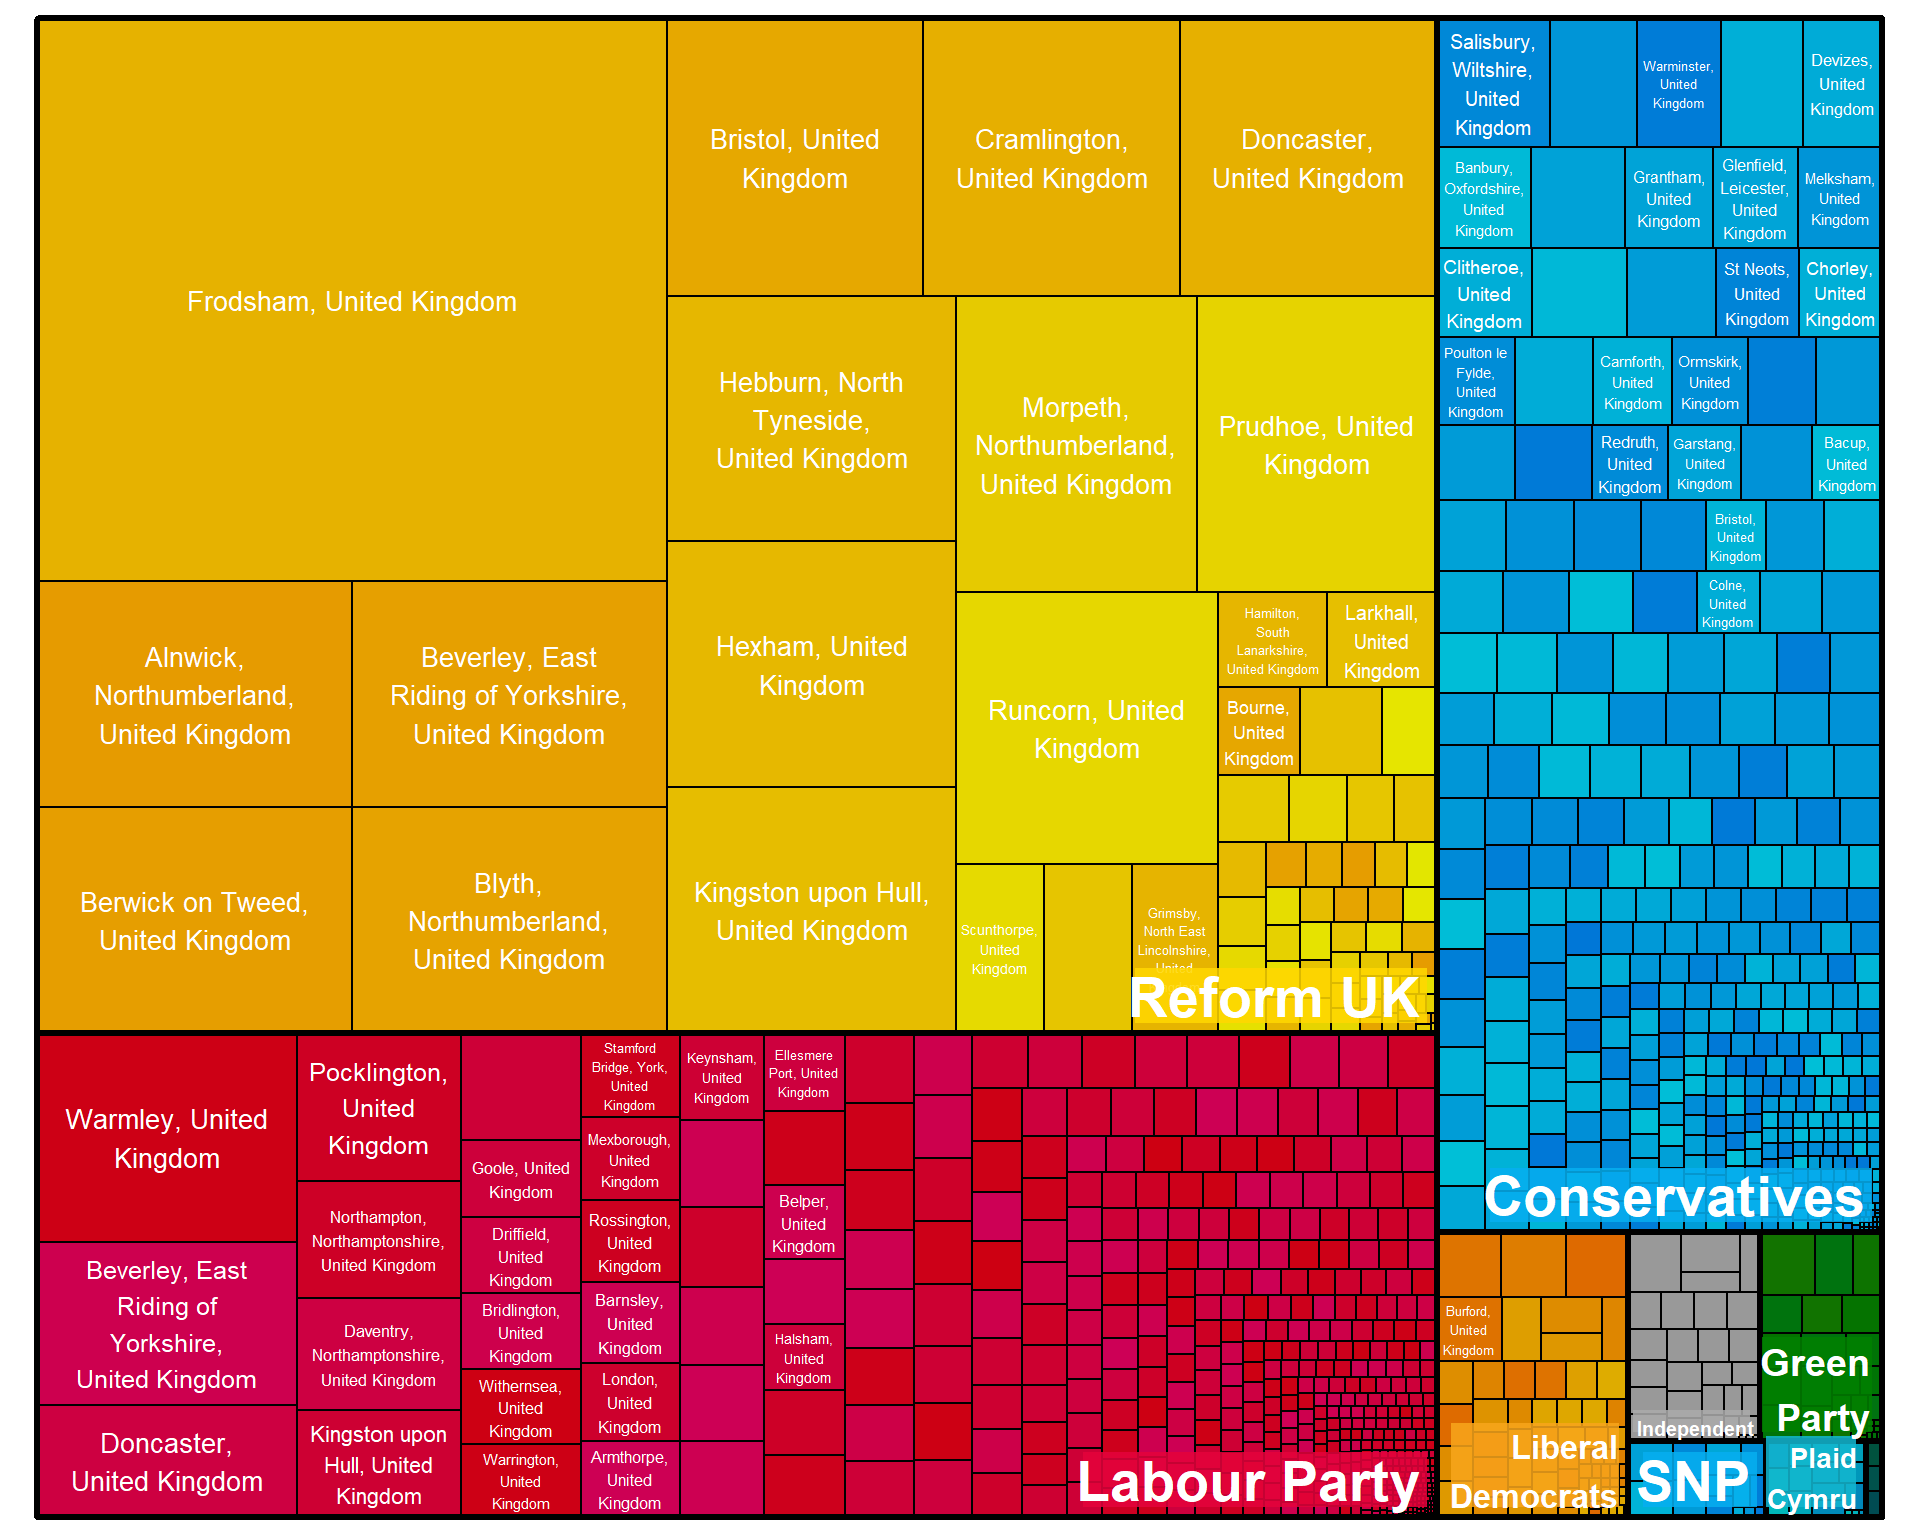 Frodsham, United Kingdom
Bristol, United
Kingdom
Cramlington,
United Kingdom
Doncaster,
United Kingdom
Hebburn, North
Tyneside,
United Kingdom
Morpeth,
Northumberland,
United Kingdom
Prudhoe, United
Kingdom
Alnwick,
Northumberland,
United Kingdom
Beverley, East
Riding of Yorkshire,
United Kingdom
Hexham, United
Kingdom
Runcorn, United
Kingdom
Hamilton,
South
Lanarkshire,
United Kingdom
Larkhall,
United
Kingdom
Bourne,
United
Kingdom
Berwick on Tweed,
United Kingdom
Blyth,
Northumberland,
United Kingdom
Kingston upon Hull,
United Kingdom
Scunthorpe,
United
Kingdom
Grimsby,
North East
Lincolnshire,
United
Reform UK
Salisbury,
Wiltshire,
United
Kingdom
Warminster,
United
Kingdom
Devizes,
United
Kingdom
Banbury,
Oxfordshire,
United
Kingdom
Grantham,
United
Kingdom
Glenfield,
Leicester,
United
Kingdom
Melksham,
United
Kingdom
Clitheroe,
United
Kingdom
St Neots,
United
Kingdom
Chorley,
United
Kingdom
Poulton le
Fylde,
United
Kingdom
Carnforth,
United
Kingdom
Ormskirk,
United
Kingdom
Redruth,
United
Kingdom
Garstang,
United
Kingdom
Bacup,
United
Kingdom
Bristol,
United
Kingdom
Colne,
United
Kingdom
Conservatives
Warmley, United
Kingdom
Beverley, East
Riding of
Yorkshire,
United Kingdom
Doncaster,
United Kingdom
Pocklington,
United
Kingdom
Northampton,
Northamptonshire,
United Kingdom
Daventry,
Northamptonshire,
United Kingdom
Kingston upon
Hull, United
Kingdom
Goole, United
Kingdom
Driffield,
United
Kingdom
Bridlington,
United
Kingdom
Withernsea,
United
Kingdom
Warrington,
United
Kingdom
Stamford
Bridge, York,
United
Kingdom
Mexborough,
United
Kingdom
Rossington,
United
Kingdom
Barnsley,
United
Kingdom
London,
United
Kingdom
Armthorpe,
United
Kingdom
Keynsham,
United
Kingdom
Ellesmere
Port, United
Kingdom
Belper,
United
Kingdom
Halsham,
United
Kingdom
Labour Party
Burford,
United
Kingdom
Liberal
Democrats
Independent
Green
Party
SNP
Plaid
Cymru